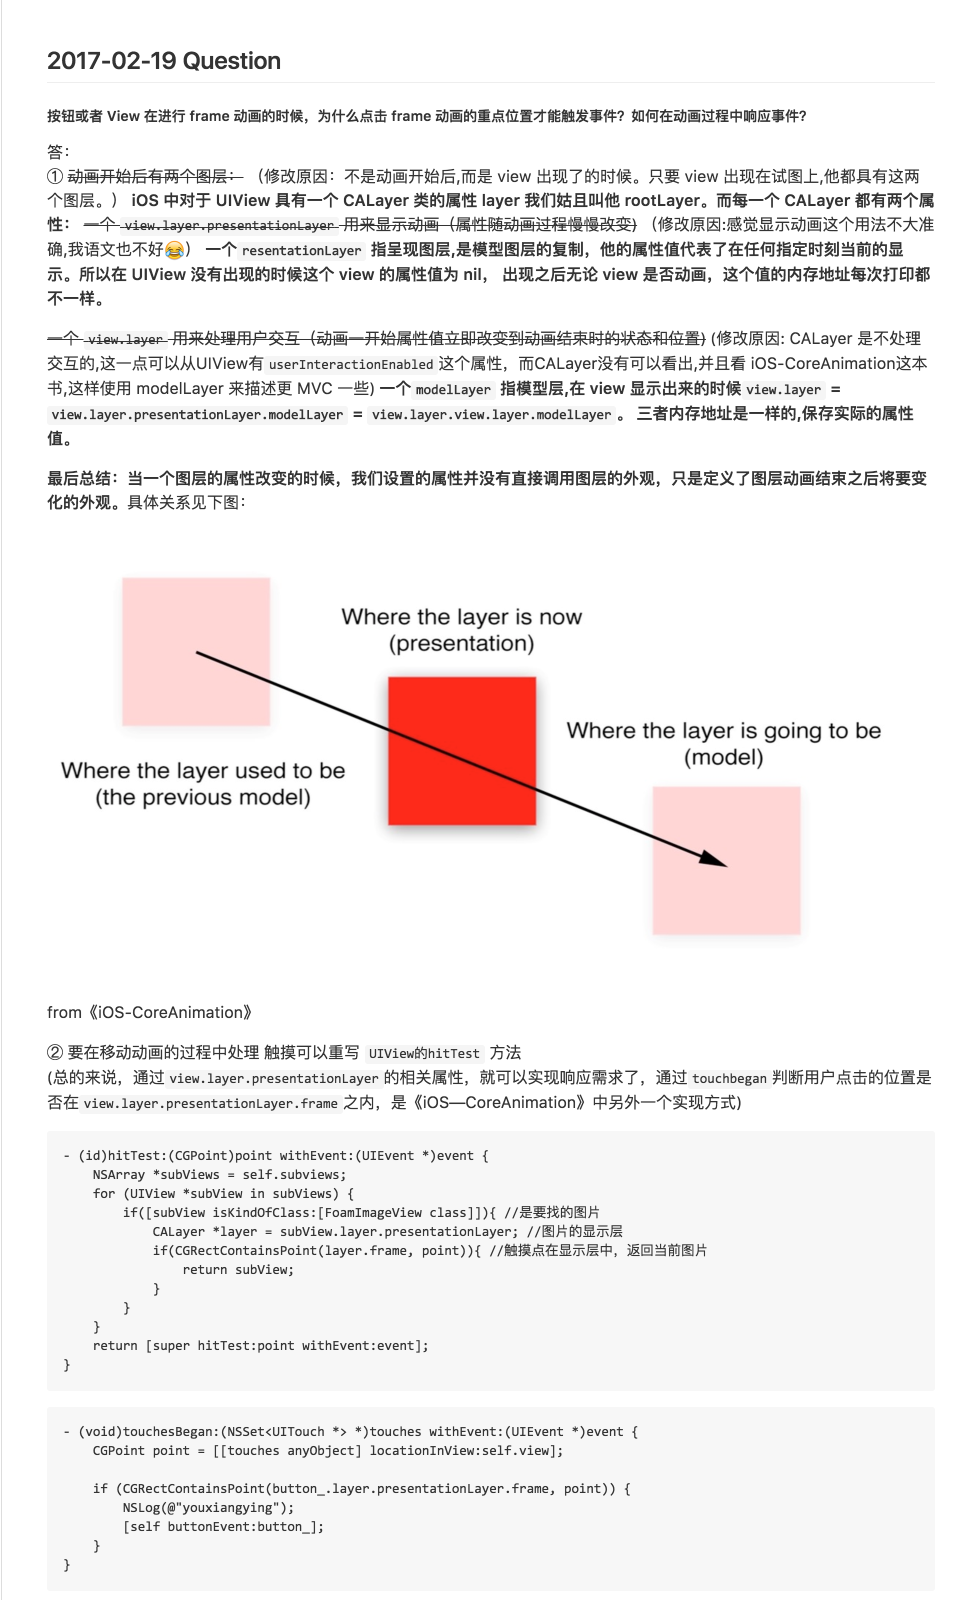 2017-02-19 Question
按钮或者 View 在进行 frame 动画的时候，为什么点击 frame 动画的重点位置才能触发事件？如何在动画过程中响应事件？
答：
① 动画开始后有两个图层： （修改原因：不是动画开始后,而是 view 出现了的时候。只要 view 出现在试图上,他都具有这两
个图层。） iOS 中对于 UIView 具有一个 CALayer 类的属性 layer 我们姑且叫他 rootLayer。而每一个 CALayer 都有两个属
性： 一个 view.layer.presentationLayer 用来显示动画（属性随动画过程慢慢改变) （修改原因:感觉显示动画这个用法不大准
确,我语文也不好😂） 一个 resentationLayer 指呈现图层,是模型图层的复制，他的属性值代表了在任何指定时刻当前的显
示。所以在 UIView 没有出现的时候这个 view 的属性值为 nil， 出现之后无论 view 是否动画，这个值的内存地址每次打印都
不一样。
一个 view.layer 用来处理用户交互（动画一开始属性值立即改变到动画结束时的状态和位置) (修改原因: CALayer 是不处理
交互的,这一点可以从UIView有 userInteractionEnabled 这个属性，而CALayer没有可以看出,并且看 iOS-CoreAnimation这本
书,这样使用 modelLayer 来描述更 MVC 一些) 一个 modelLayer 指模型层,在 view 显示出来的时候 view.layer =
view.layer.presentationLayer.modelLayer = view.layer.view.layer.modelLayer 。 三者内存地址是一样的,保存实际的属性
值。
最后总结：当一个图层的属性改变的时候，我们设置的属性并没有直接调用图层的外观，只是定义了图层动画结束之后将要变
化的外观。具体关系见下图：
Where the layer is now
(presentation)
Where the layer is going to be
(model)
Where the layer used to be
(the previous model)
from《iOS-CoreAnimation》
② 要在移动动画的过程中处理 触摸可以重写 UIView的hitTest 方法
(总的来说，通过 view.layer.presentationLayer 的相关属性，就可以实现响应需求了，通过 touchbegan 判断用户点击的位置是
否在 view.layer.presentationLayer.frame 之内，是《iOS—CoreAnimation》中另外一个实现方式)
- (id)hitTest:(CGPoint)point withEvent:(UIEvent *)event {
    NSArray *subViews = self.subviews;
    for (UIView *subView in subViews) {
        if([subView isKindOfClass:[FoamImageView class]]){ //是要找的图片
            CALayer *layer = subView.layer.presentationLayer; //图片的显示层
            if(CGRectContainsPoint(layer.frame, point)){ //触摸点在显示层中，返回当前图片
                return subView;
            }
        }
    }
    return [super hitTest:point withEvent:event];
}
- (void)touchesBegan:(NSSet<UITouch *> *)touches withEvent:(UIEvent *)event {
    CGPoint point = [[touches anyObject] locationInView:self.view];
    if (CGRectContainsPoint(button_.layer.presentationLayer.frame, point)) {
        NSLog(@"youxiangying");
        [self buttonEvent:button_];
    }
}